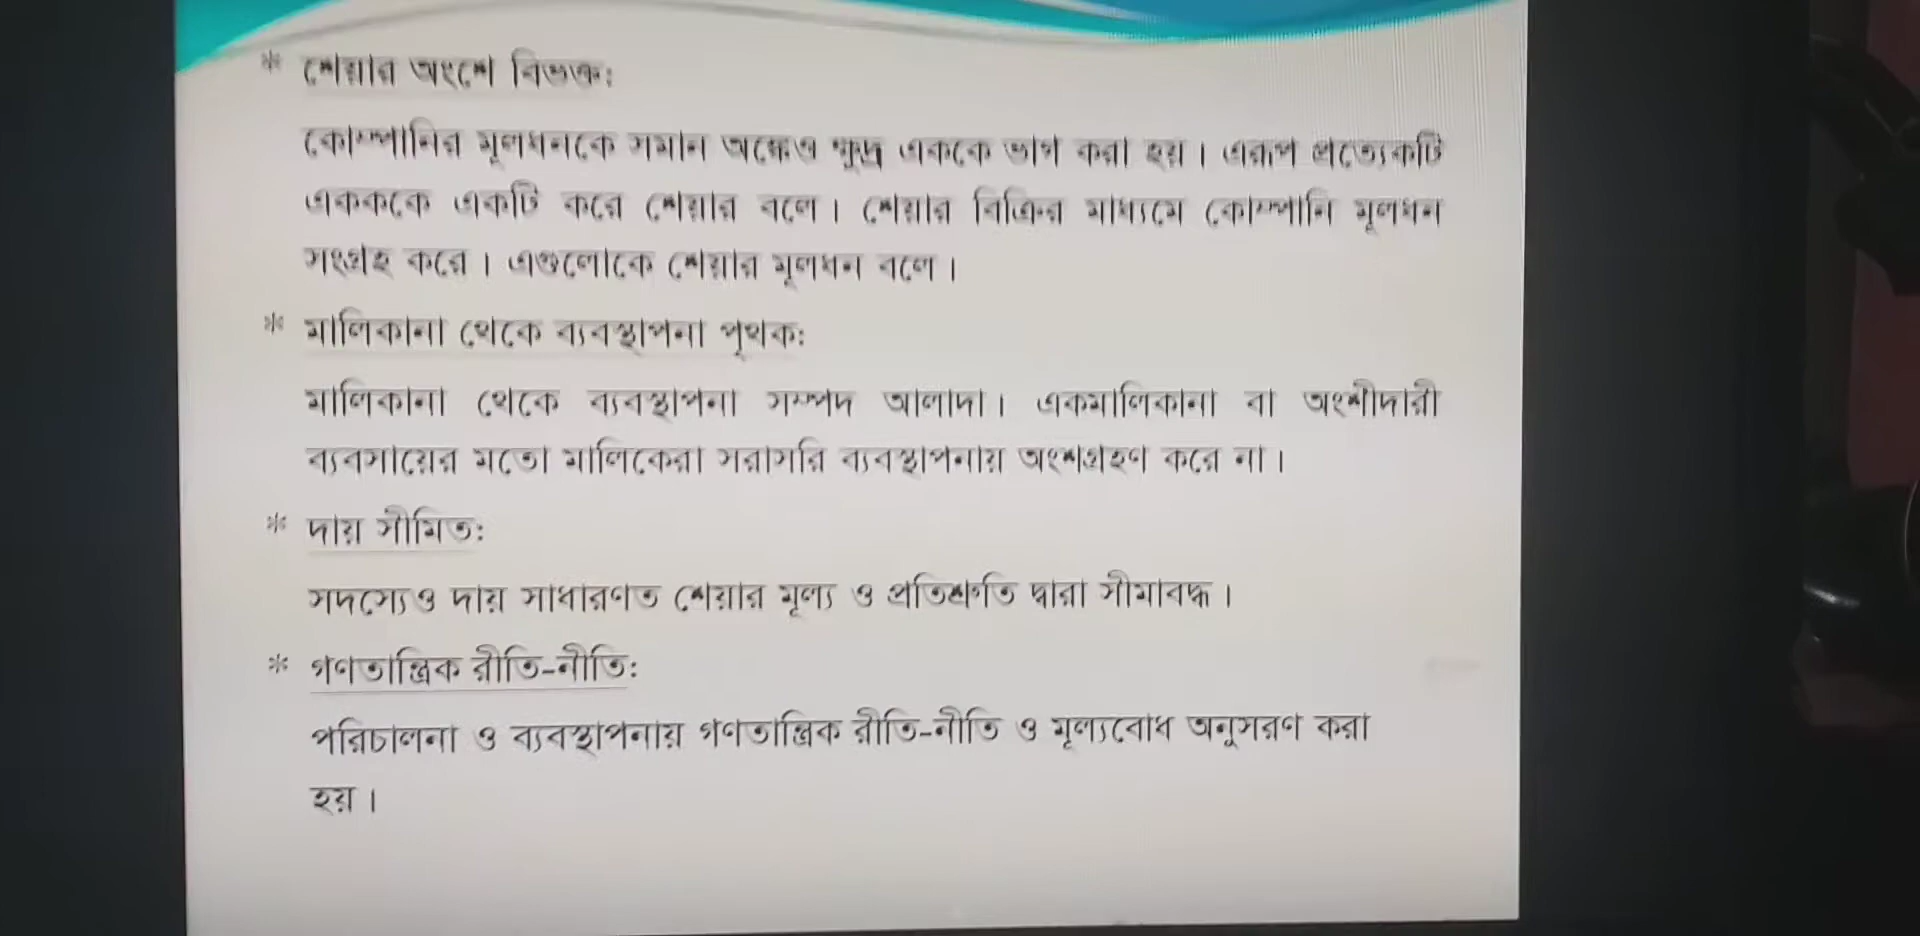 * শেয়ার অংশে বিভক্ত:
কোম্পানির মূলধনকে সমান অঙ্কেও ক্ষুদ্র এককে ভাগ করা হয়। এরূপ প্রত্যেকটি
একককে একটি করে শেয়ার বলে। শেয়ার বিক্রির মাধ্যমে কোম্পানি মূলধন
সংগ্রহ করে। এগুলোকে শেয়ার মূলধন বলে।
* মালিকানা থেকে ব্যবস্থাপনা পৃথক:
মালিকানা থেকে ব্যবস্থাপনা সম্পদ আলাদা। একমালিকানা বা অংশীদারী
ব্যবসায়ের মতো মালিকেরা সরাসরি ব্যবস্থাপনায় অংশগ্রহণ করে না।
* দায় সীমিত:
সদস্যেও দায় সাধারণত শেয়ার মূল্য ও প্রতিশ্রুতি দ্বারা সীমাবদ্ধ।
* গণতান্ত্রিক রীতি-নীতি:
পরিচালনা ও ব্যবস্থাপনায় গণতান্ত্রিক রীতি-নীতি ও মূল্যবোধ অনুসরণ করা
হয়।